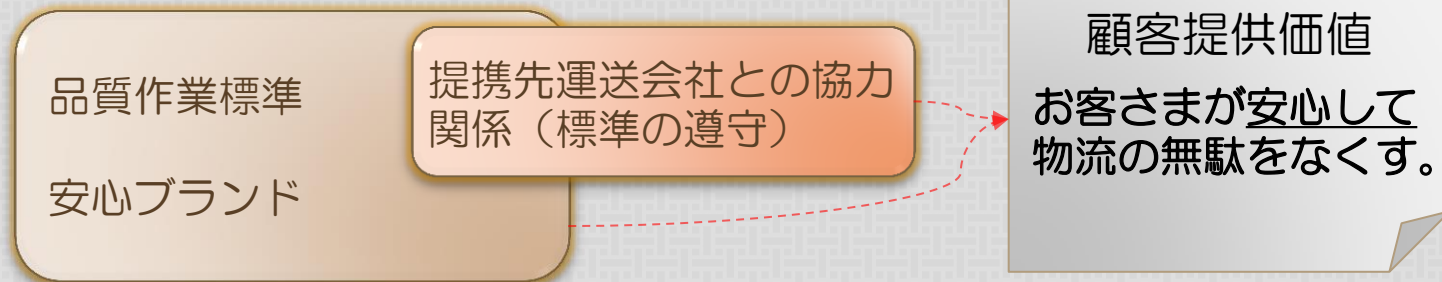 品質作業標準
安心ブランド
提携先運送会社との協力
関係（標準の遵守）
顧客提供価値
お客さまが安心して
物流の無駄をなくす。